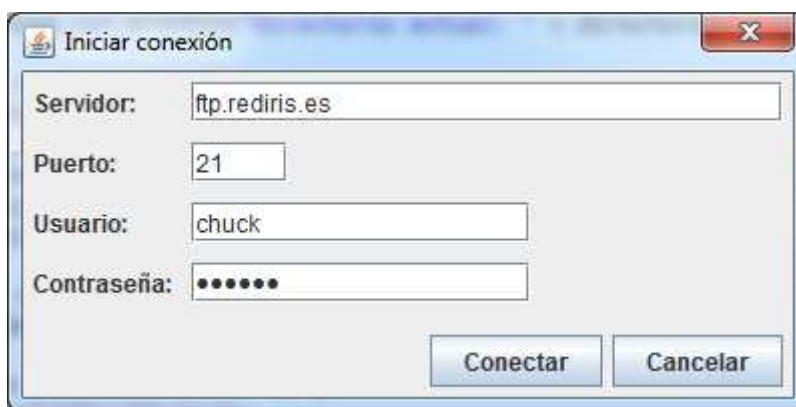 Iniciar conexión
Servidor: ftp.rediris.es
Puerto: 21
Usuario: chuck
Contraseña: ●●●●●●
Conectar Cancelar